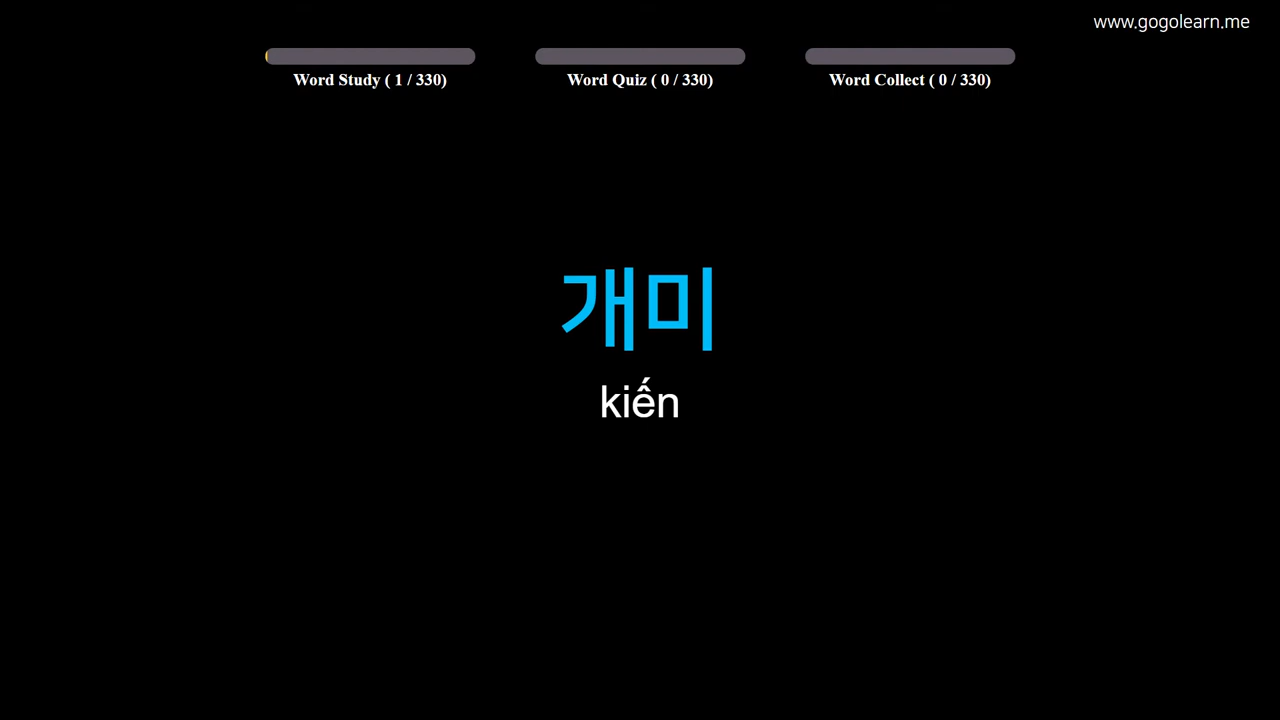 www.gogolearn.me
Word Study ( 1 / 330)
Word Quiz ( 0 / 330)
Word Collect ( 0 / 330)
개미
kiến